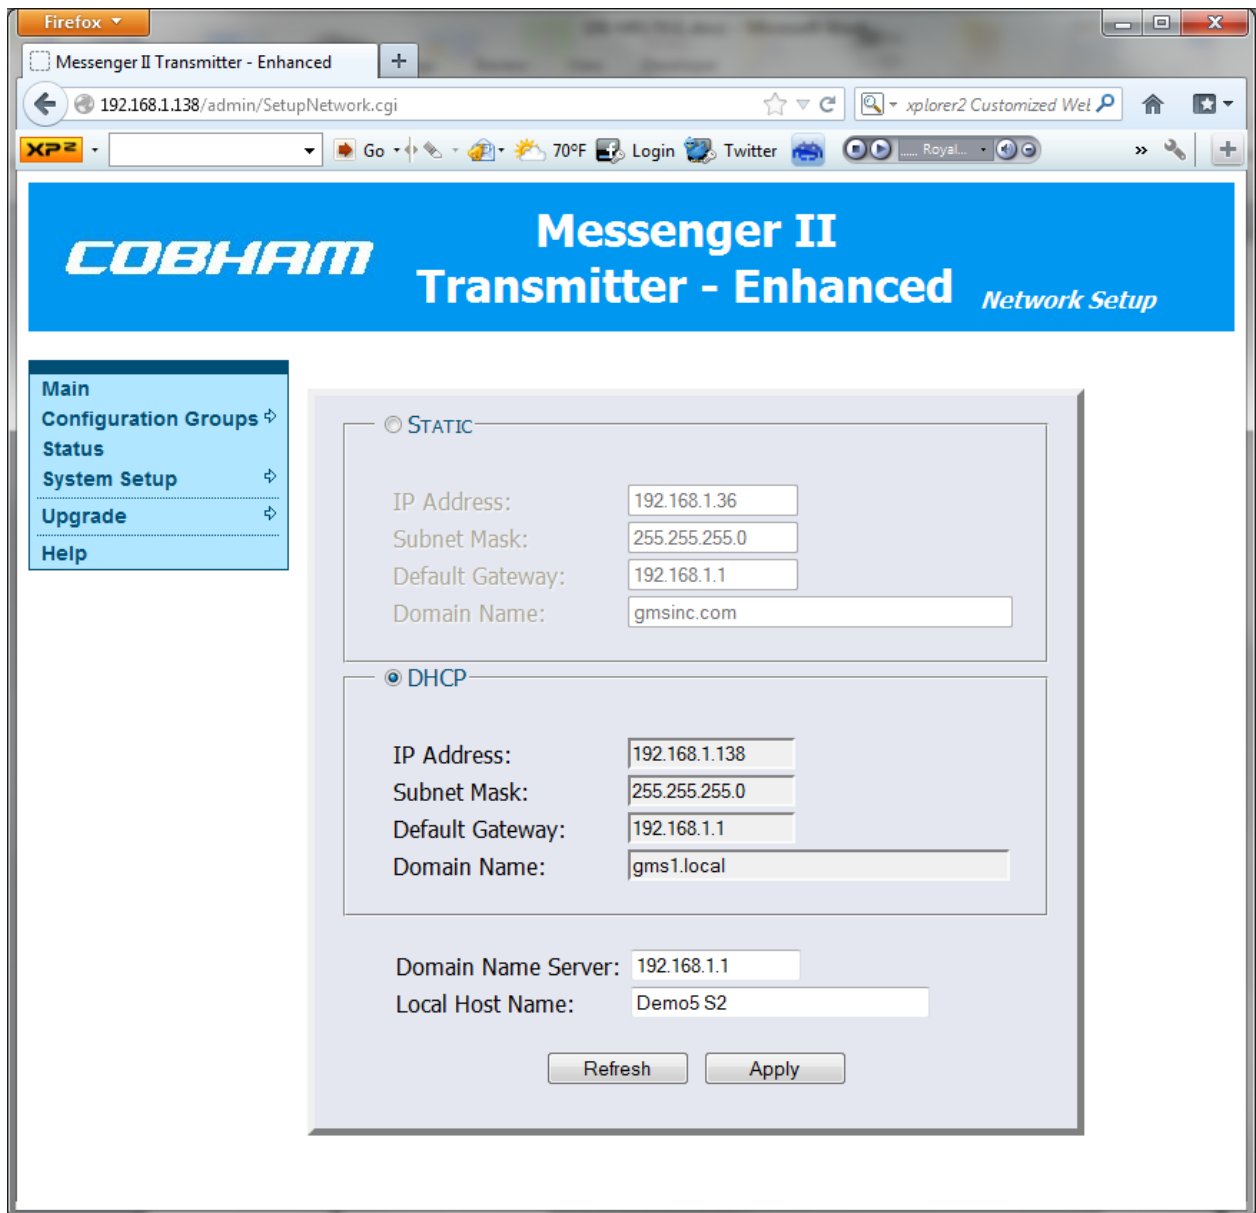 Firefox
Messenger II Transmitter - Enhanced
192.168.1.138/admin/SetupNetwork.cgi
xplorer2 Customized Wel
XP2
Go
70°F
Login
Twitter
..... Royal...
»
COBHAM
Messenger II
Transmitter - Enhanced
Network Setup
Main
Configuration Groups
Status
System Setup
Upgrade
Help
STATIC
IP Address: 192.168.1.36
Subnet Mask: 255.255.255.0
Default Gateway: 192.168.1.1
Domain Name: gmsinc.com
DHCP
IP Address: 192.168.1.138
Subnet Mask: 255.255.255.0
Default Gateway: 192.168.1.1
Domain Name: gms1.local
Domain Name Server: 192.168.1.1
Local Host Name: Demo5 S2
Refresh Apply